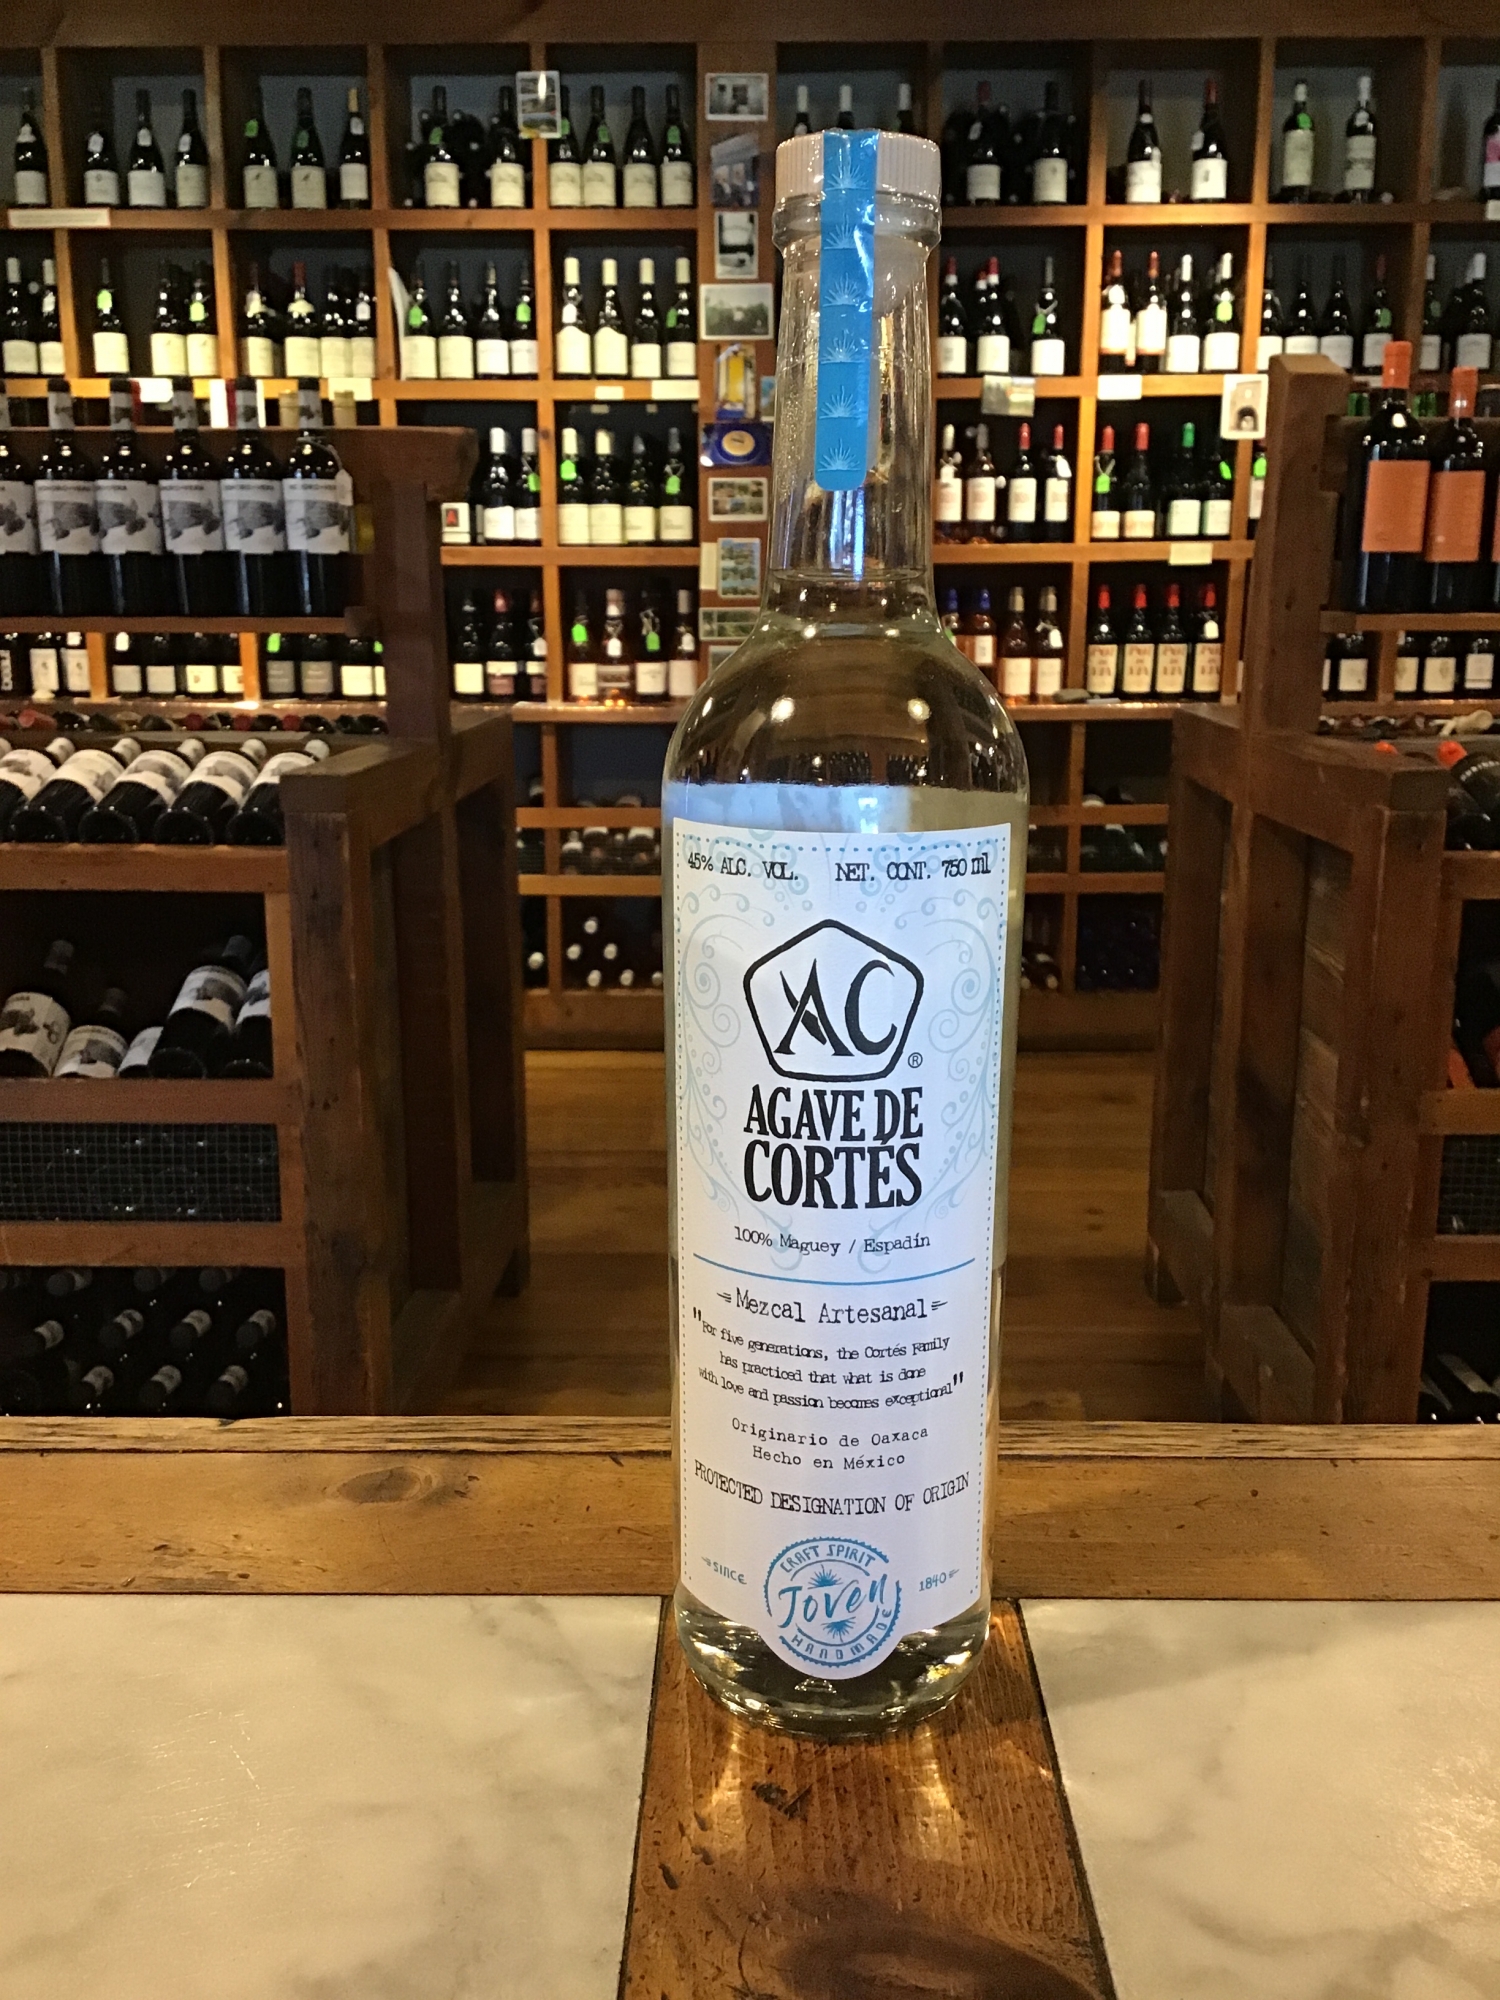 45% ALC. VOL. NET. CONT. 750 ml
AC
®
AGAVE DE
CORTÉS
100% Maguey / Espadín
Mezcal Artesanal
"For five generations, the Cortés Family
has practiced that what is done
with love and passion becomes exceptional"
Originario de Oaxaca
Hecho en México
PROTECTED DESIGNATION OF ORIGIN
CRAFT SPIRIT
SINCE Joven 1840
HANDMADE